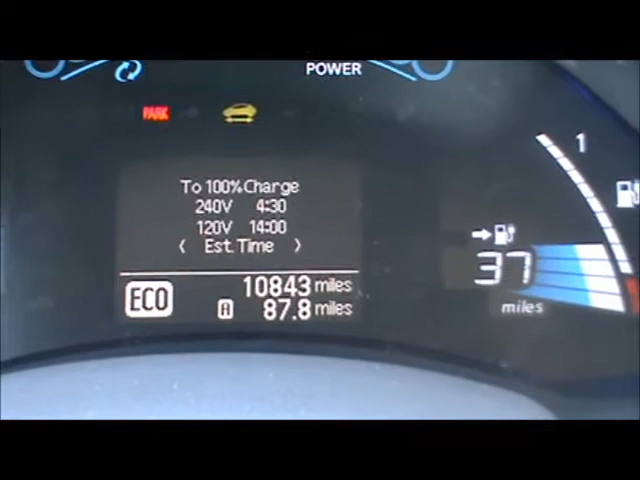 POWER
PARK
1
To 100% Charge
240V 4:30
120V 14:00
< Est. Time >
37
miles
ECO
10843 miles
A 87.8 miles